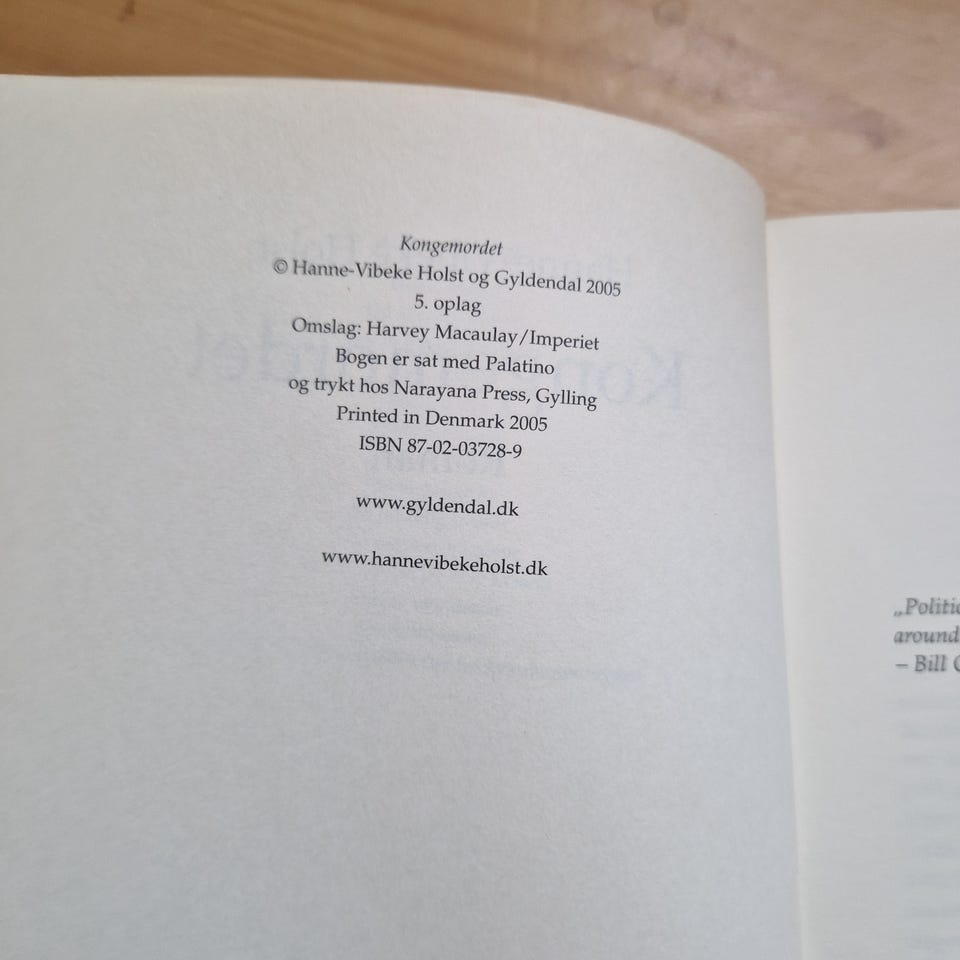 Kongemordet
© Hanne-Vibeke Holst og Gyldendal 2005
5. oplag
Omslag: Harvey Macaulay/Imperiet
Bogen er sat med Palatino
og trykt hos Narayana Press, Gylling
Printed in Denmark 2005
ISBN 87-02-03728-9
www.gyldendal.dk
www.hannevibekeholst.dk
around
– Bill